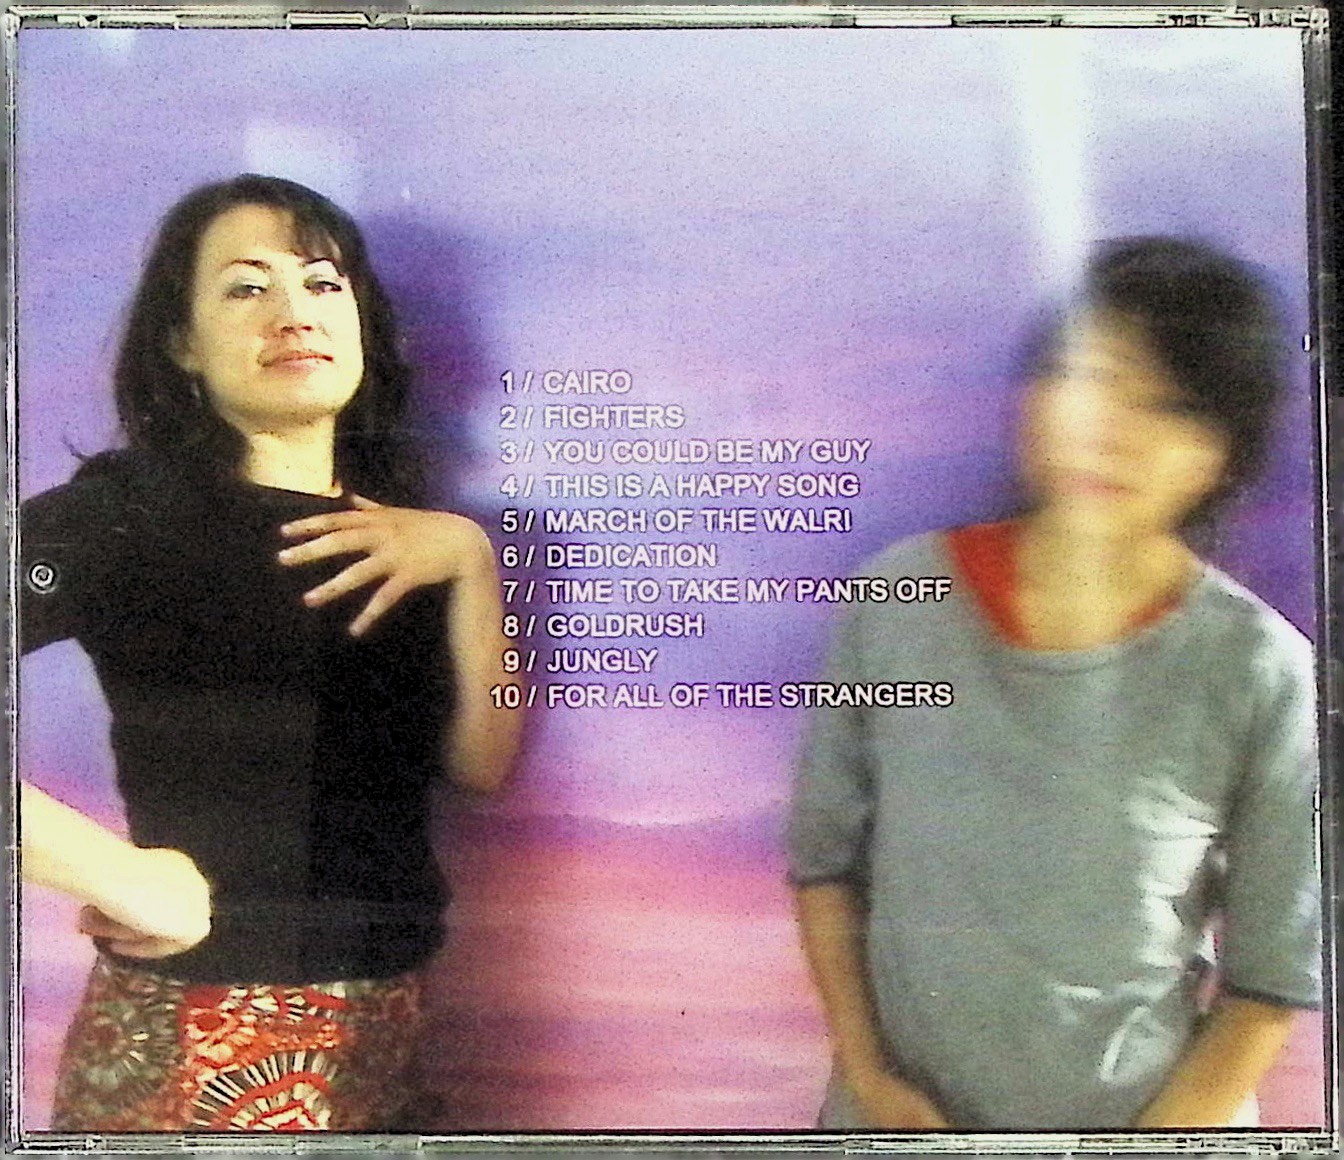 1 / CAIRO
2 / FIGHTERS
3 / YOU COULD BE MY GUY
4 / THIS IS A HAPPY SONG
5 / MARCH OF THE WALRI
6 / DEDICATION
7 / TIME TO TAKE MY PANTS OFF
8 / GOLDRUSH
9 / JUNGLY
10 / FOR ALL OF THE STRANGERS